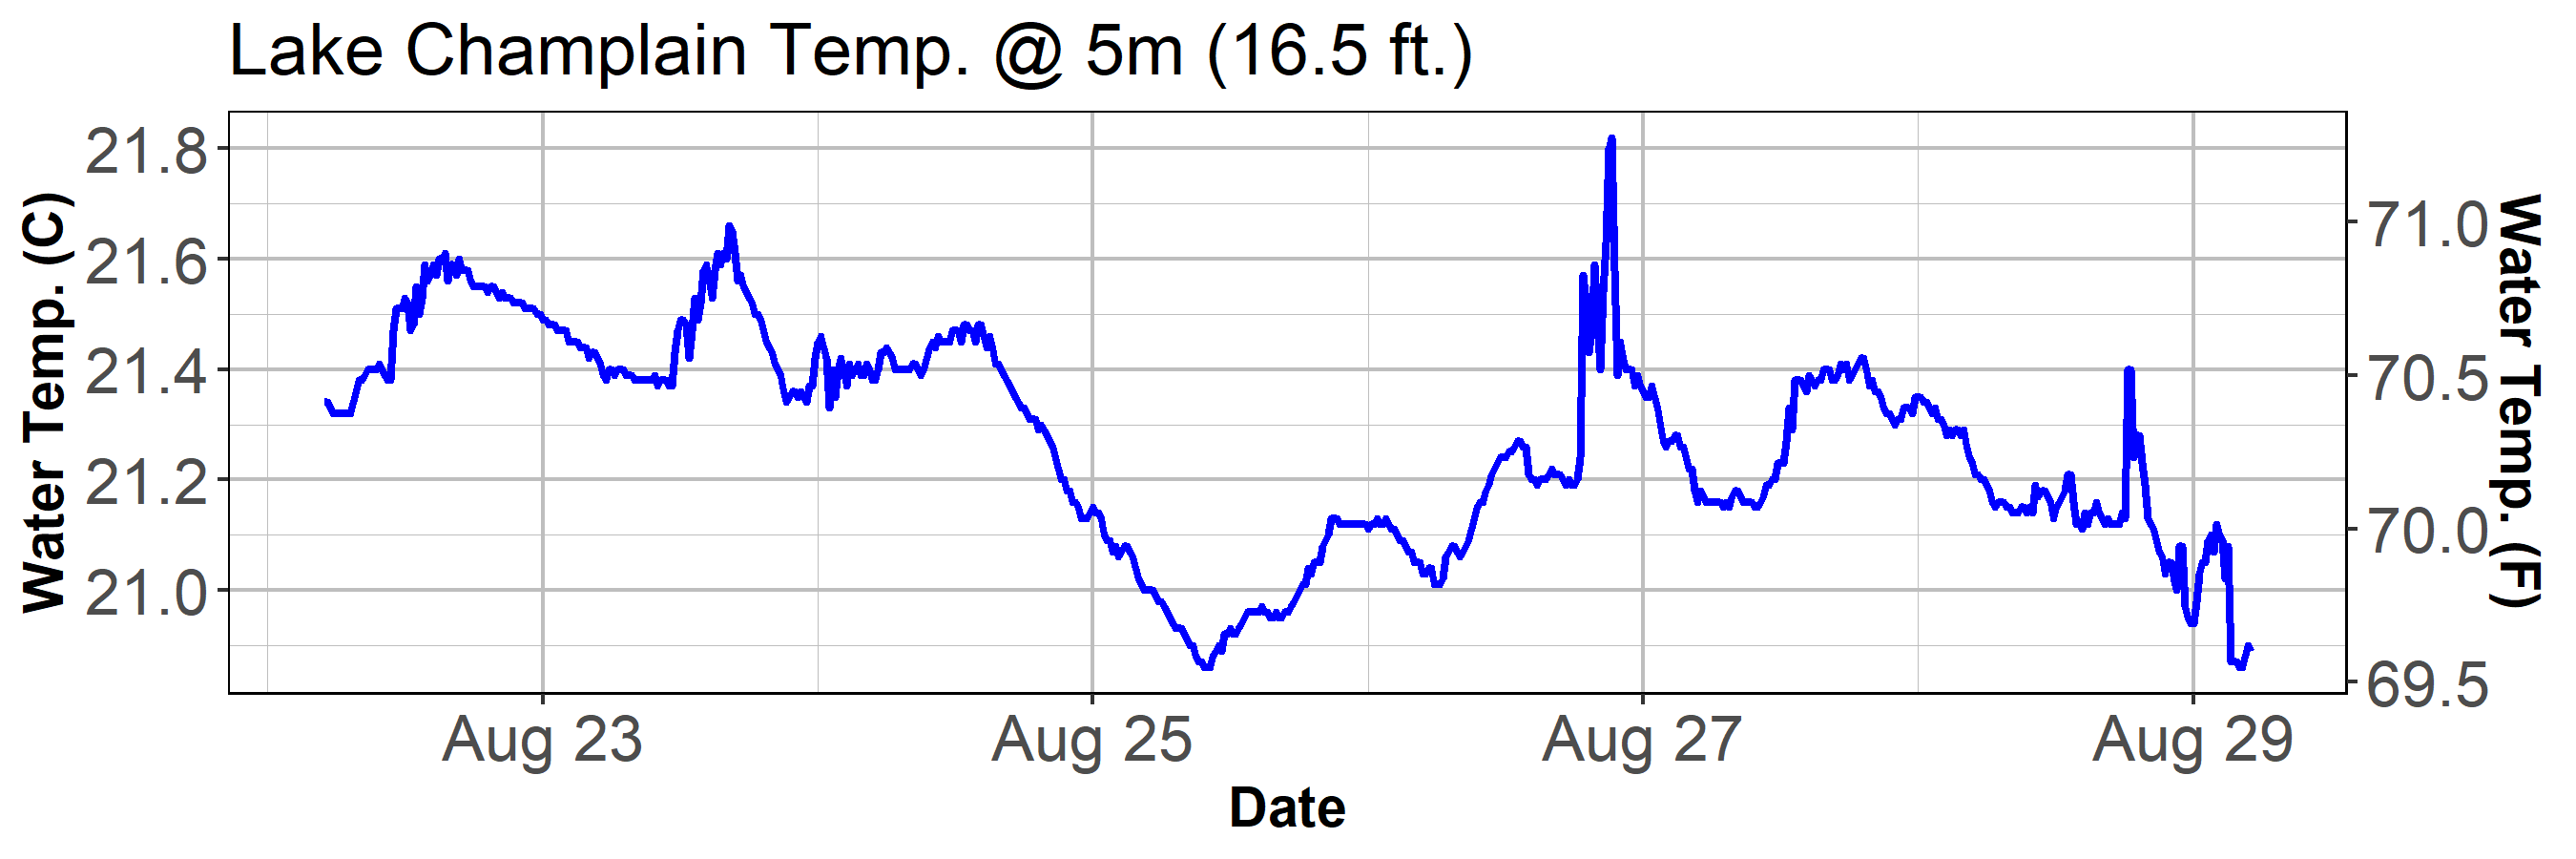 Lake Champlain Temp. @ 5m (16.5 ft.)
Water Temp. (C)
21.8
21.6
21.4
21.2
21.0
71.0
70.5
70.0
69.5
Water Temp. (F)
Aug 23 Aug 25 Aug 27 Aug 29
Date